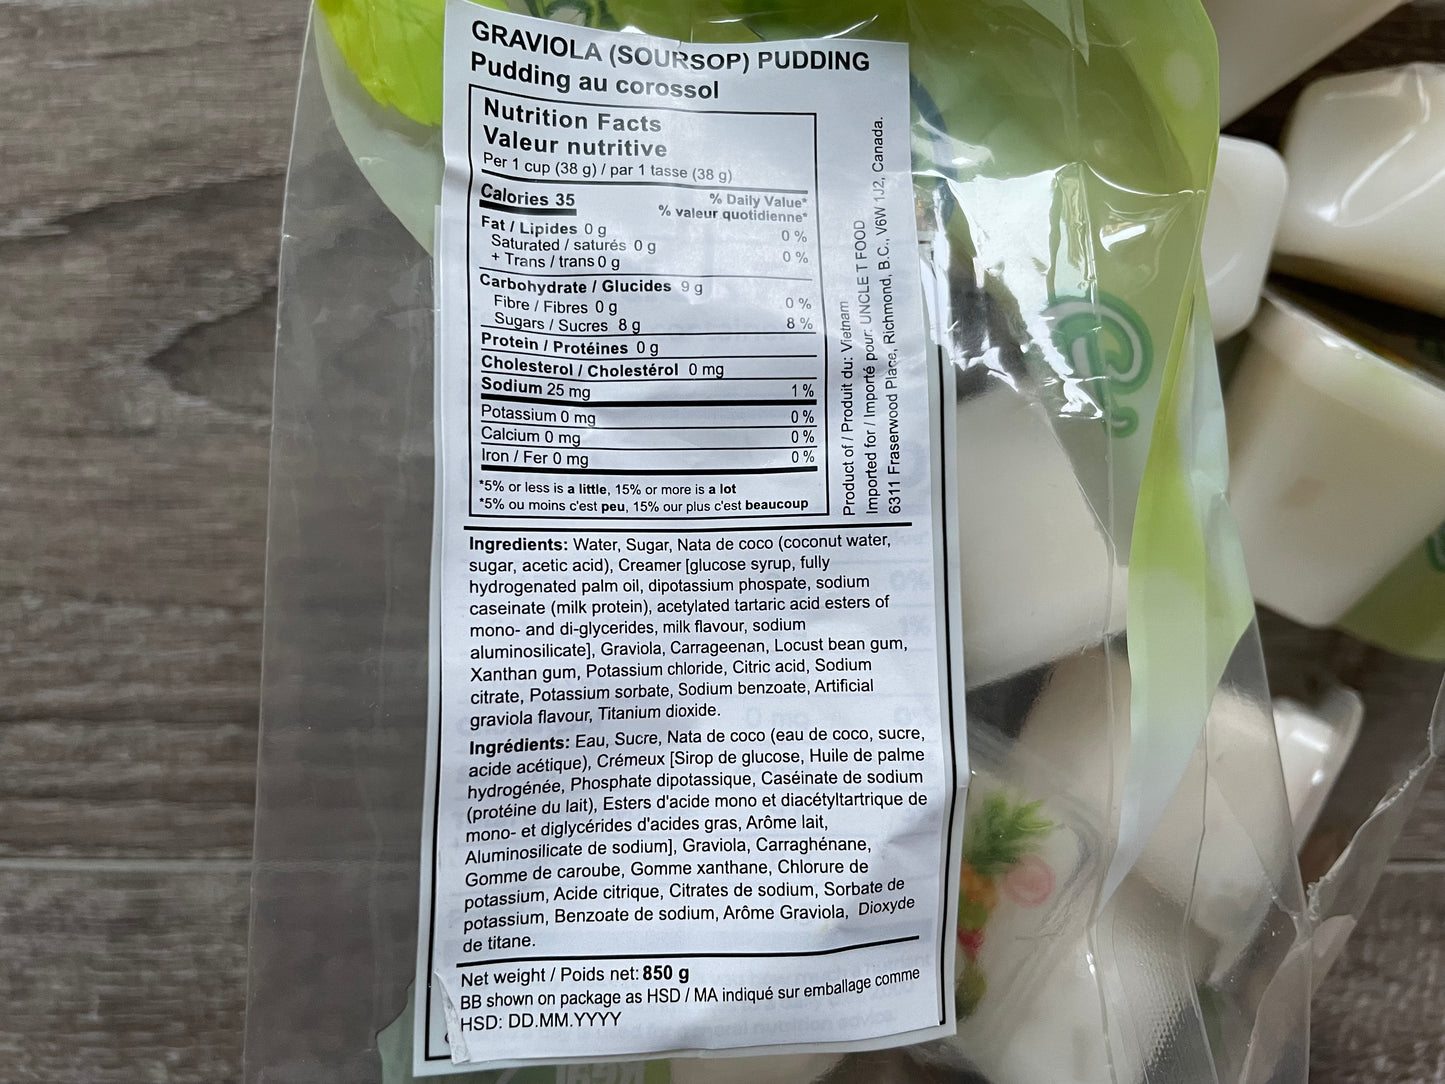 GRAVIOLA (SOURSOP) PUDDING
Pudding au corossol
Nutrition Facts
Valeur nutritive
Per 1 cup (38 g) / par 1 tasse (38 g)
Calories 35
% Daily Value*
% valeur quotidienne*
Fat / Lipides 0 g 0 %
Saturated / saturés 0 g
+ Trans / trans 0 g 0 %
Carbohydrate / Glucides 9 g
Fibre / Fibres 0 g 0 %
Sugars / Sucres 8 g 8 %
Protein / Protéines 0 g
Cholesterol / Cholestérol 0 mg
Sodium 25 mg 1 %
Potassium 0 mg 0 %
Calcium 0 mg 0 %
Iron / Fer 0 mg 0 %
*5% or less is a little, 15% or more is a lot
*5% ou moins c'est peu, 15% our plus c'est beaucoup
Product of / Produit du: Vietnam
Imported for / Importé pour: UNCLE T FOOD
6311 Fraserwood Place, Richmond, B.C., V6W 1J2, Canada.
Ingredients: Water, Sugar, Nata de coco (coconut water,
sugar, acetic acid), Creamer [glucose syrup, fully
hydrogenated palm oil, dipotassium phospate, sodium
caseinate (milk protein), acetylated tartaric acid esters of
mono- and di-glycerides, milk flavour, sodium
aluminosilicate], Graviola, Carrageenan, Locust bean gum,
Xanthan gum, Potassium chloride, Citric acid, Sodium
citrate, Potassium sorbate, Sodium benzoate, Artificial
graviola flavour, Titanium dioxide.
Ingrédients: Eau, Sucre, Nata de coco (eau de coco, sucre,
acide acétique), Crémeux [Sirop de glucose, Huile de palme
hydrogénée, Phosphate dipotassique, Caséinate de sodium
(protéine du lait), Esters d'acide mono et diacétyltartrique de
mono- et diglycérides d'acides gras, Arôme lait,
Aluminosilicate de sodium], Graviola, Carraghénane,
Gomme de caroube, Gomme xanthane, Chlorure de
potassium, Acide citrique, Citrates de sodium, Sorbate de
potassium, Benzoate de sodium, Arôme Graviola, Dioxyde
de titane.
Net weight / Poids net: 850 g
BB shown on package as HSD / MA indiqué sur emballage comme
HSD: DD.MM.YYYY